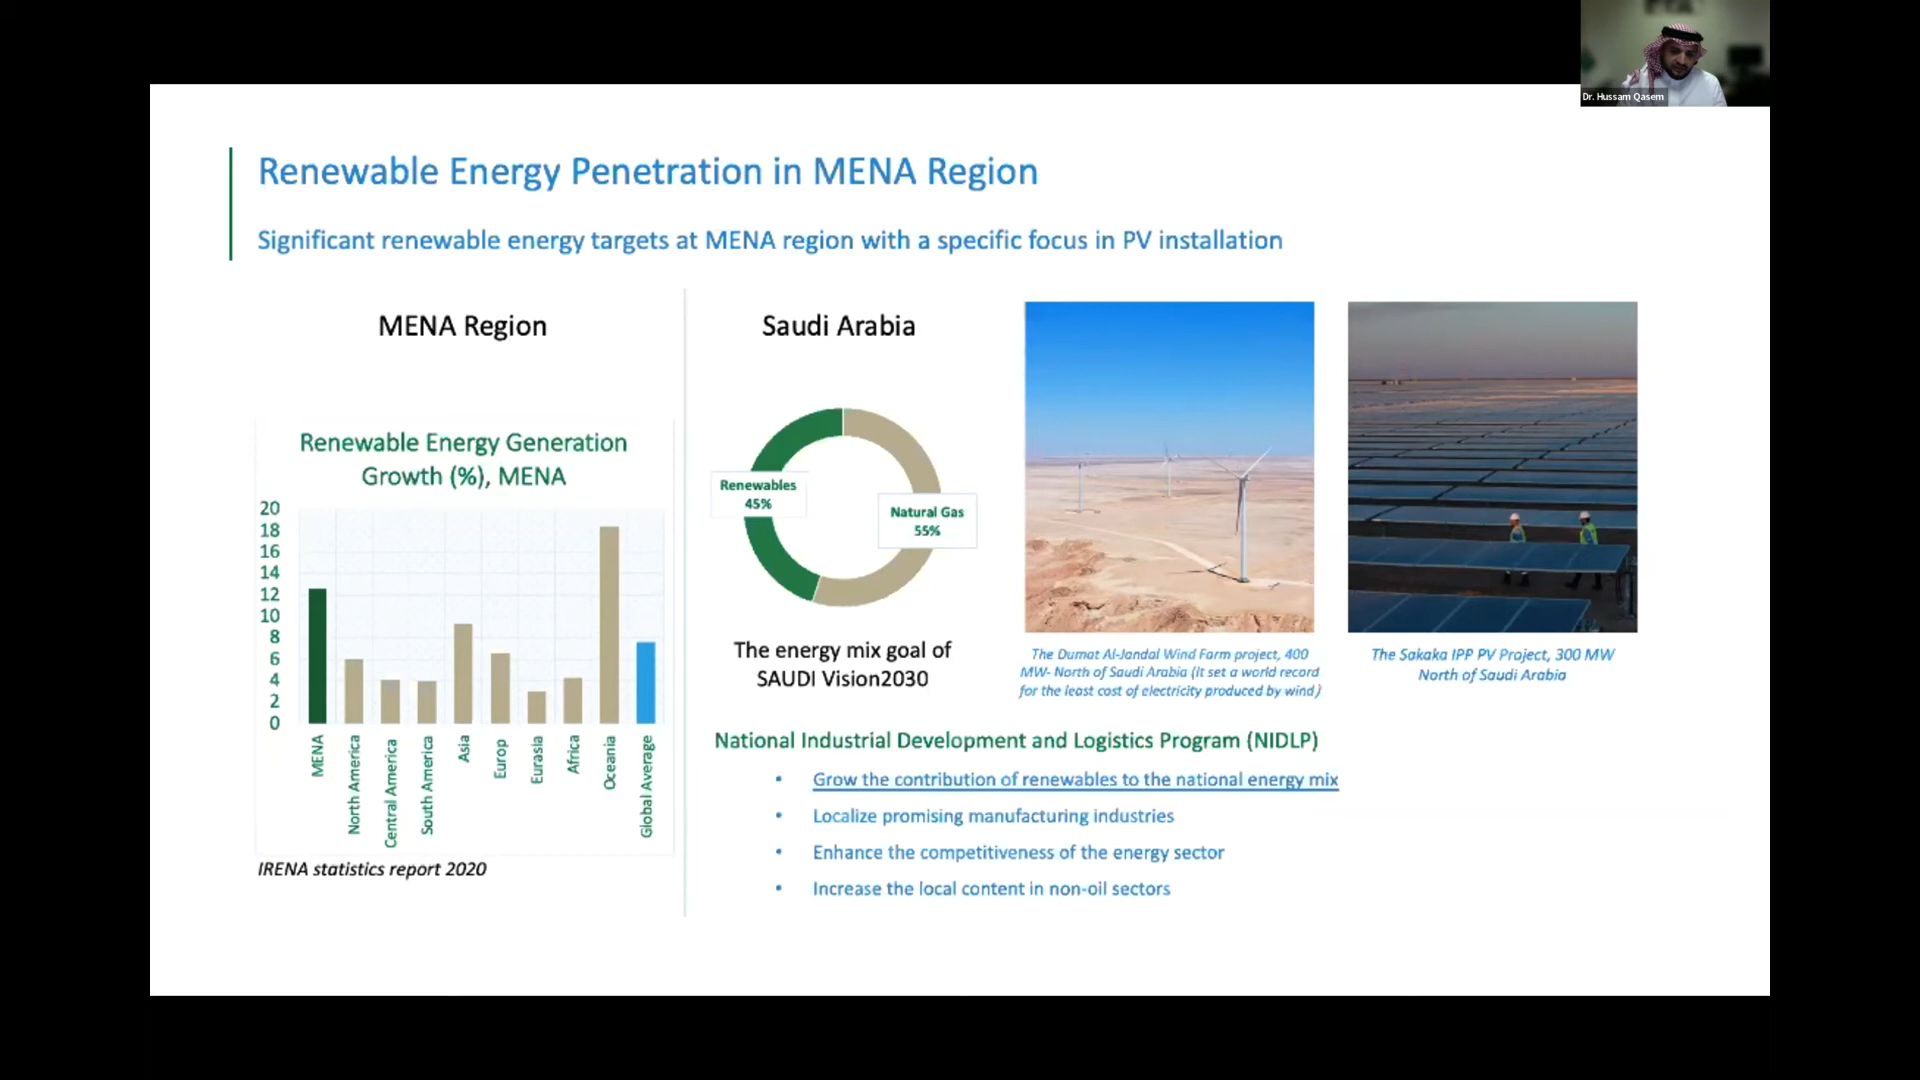 Dr. Hussam Qasem
Renewable Energy Penetration in MENA Region
Significant renewable energy targets at MENA region with a specific focus in PV installation
MENA Region
Renewable Energy Generation
Growth (%), MENA
20
18
16
14
12
10
8
6
4
2
0
MENA
North America
Central America
South America
Asia
Europ
Eurasia
Africa
Oceania
Global Average
IRENA statistics report 2020
Saudi Arabia
Renewables
45%
Natural Gas
55%
The energy mix goal of
SAUDI Vision2030
The Dumat Al-Jandal Wind Farm project, 400
MW- North of Saudi Arabia (it set a world record
for the least cost of electricity produced by wind)
The Sakaka IPP PV Project, 300 MW
North of Saudi Arabia
National Industrial Development and Logistics Program (NIDLP)
• Grow the contribution of renewables to the national energy mix
• Localize promising manufacturing industries
• Enhance the competitiveness of the energy sector
• Increase the local content in non-oil sectors